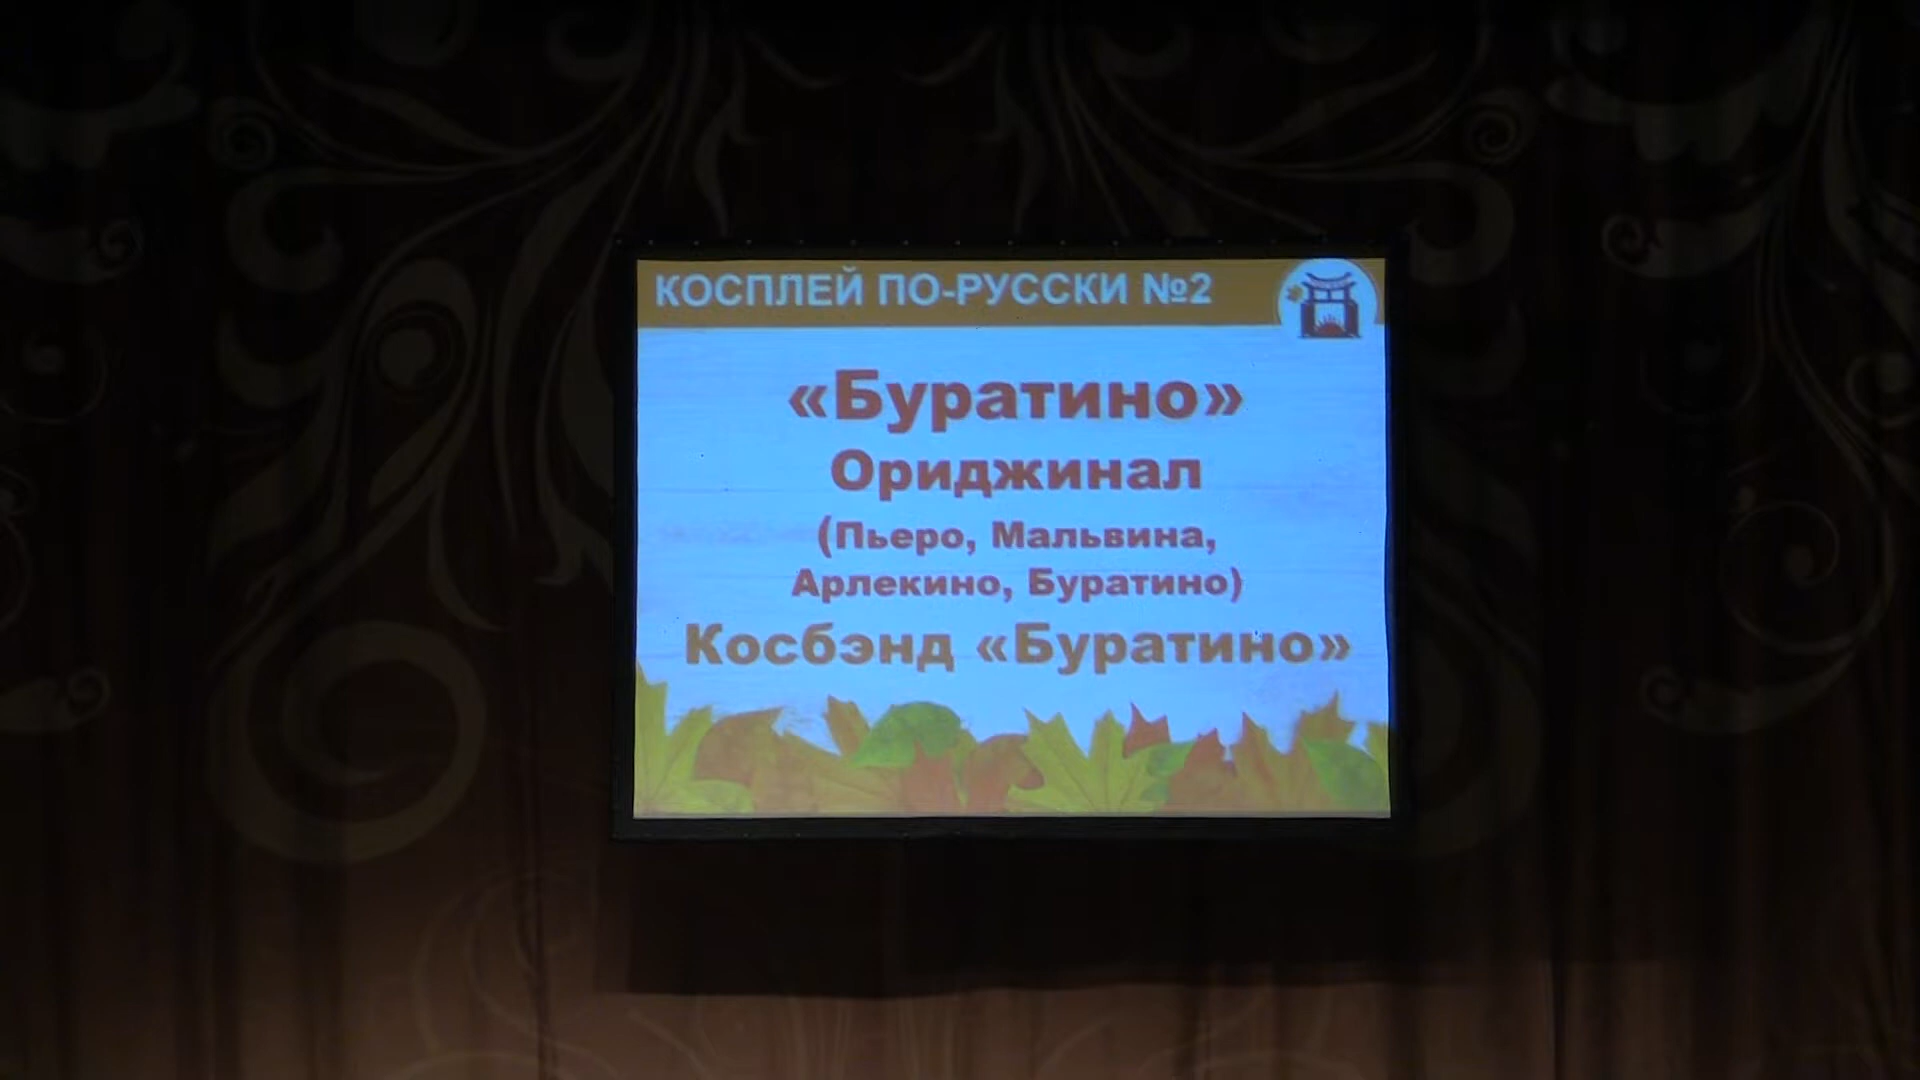 КОСПЛЕЙ ПО-РУССКИ №2
«Буратино»
Ориджинал
(Пьеро, Мальвина,
Арлекино, Буратино)
Косбэнд «Буратино»